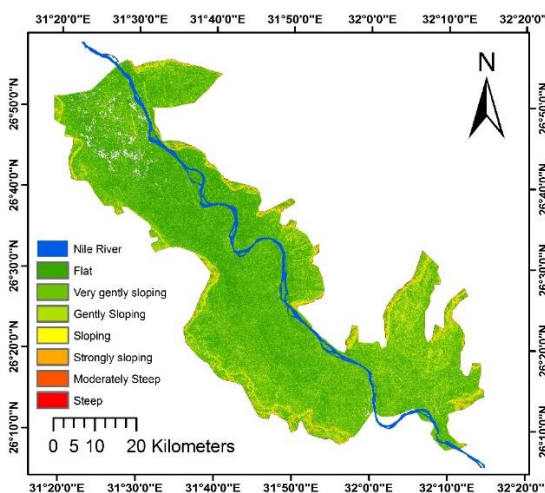 31°20'0"E 31°30'0"E 31°40'0"E 31°50'0"E 32°0'0"E 32°10'0"E 32°20'0"E
N
26°50'0"N
26°40'0"N
26°30'0"N
26°20'0"N
26°10'0"N
Nile River
Flat
Very gently sloping
Gently Sloping
Sloping
Strongly sloping
Moderately Steep
Steep
0 5 10 20 Kilometers
31°20'0"E 31°30'0"E 31°40'0"E 31°50'0"E 32°0'0"E 32°10'0"E 32°20'0"E